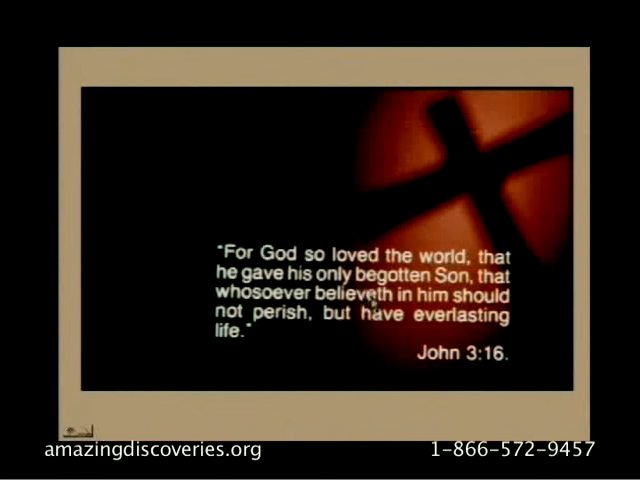 "For God so loved the world, that
he gave his only begotten Son, that
whosoever believeth in him should
not perish, but have everlasting
life."
John 3:16.
amazingdiscoveries.org
1-866-572-9457